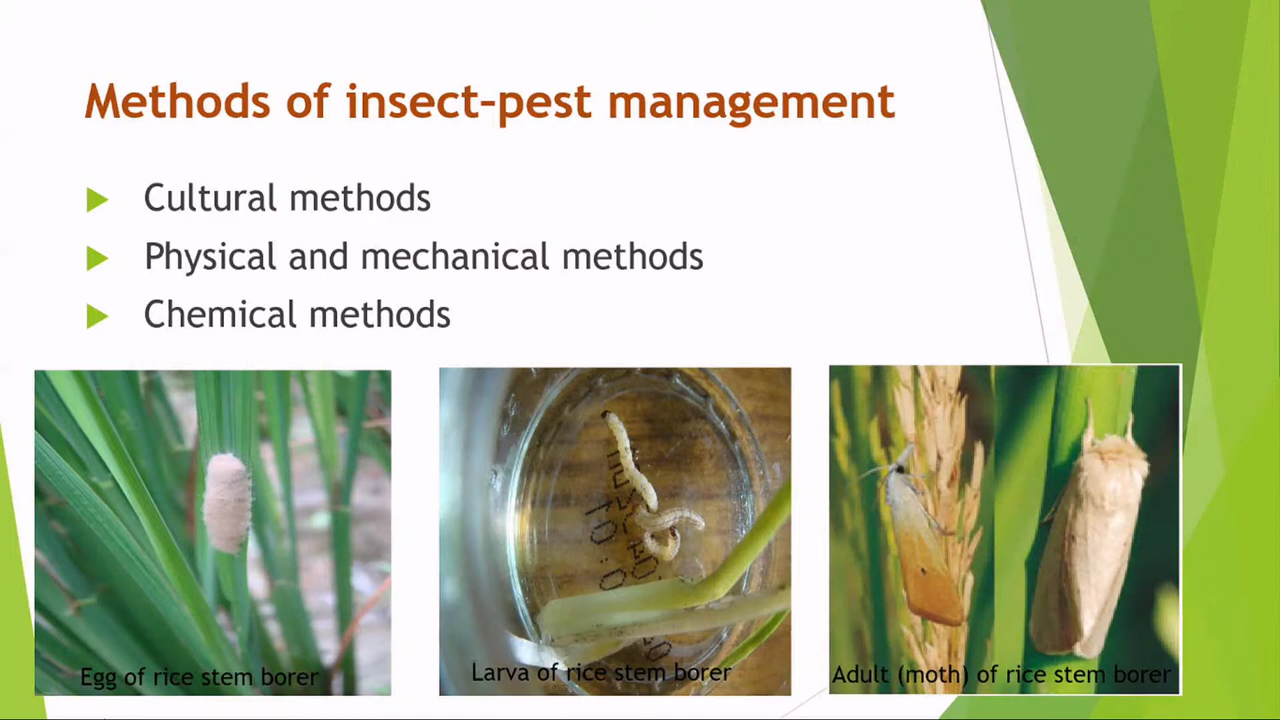 Methods of insect-pest management
Cultural methods
Physical and mechanical methods
Chemical methods
Egg of rice stem borer
Larva of rice stem borer
Adult (moth) of rice stem borer